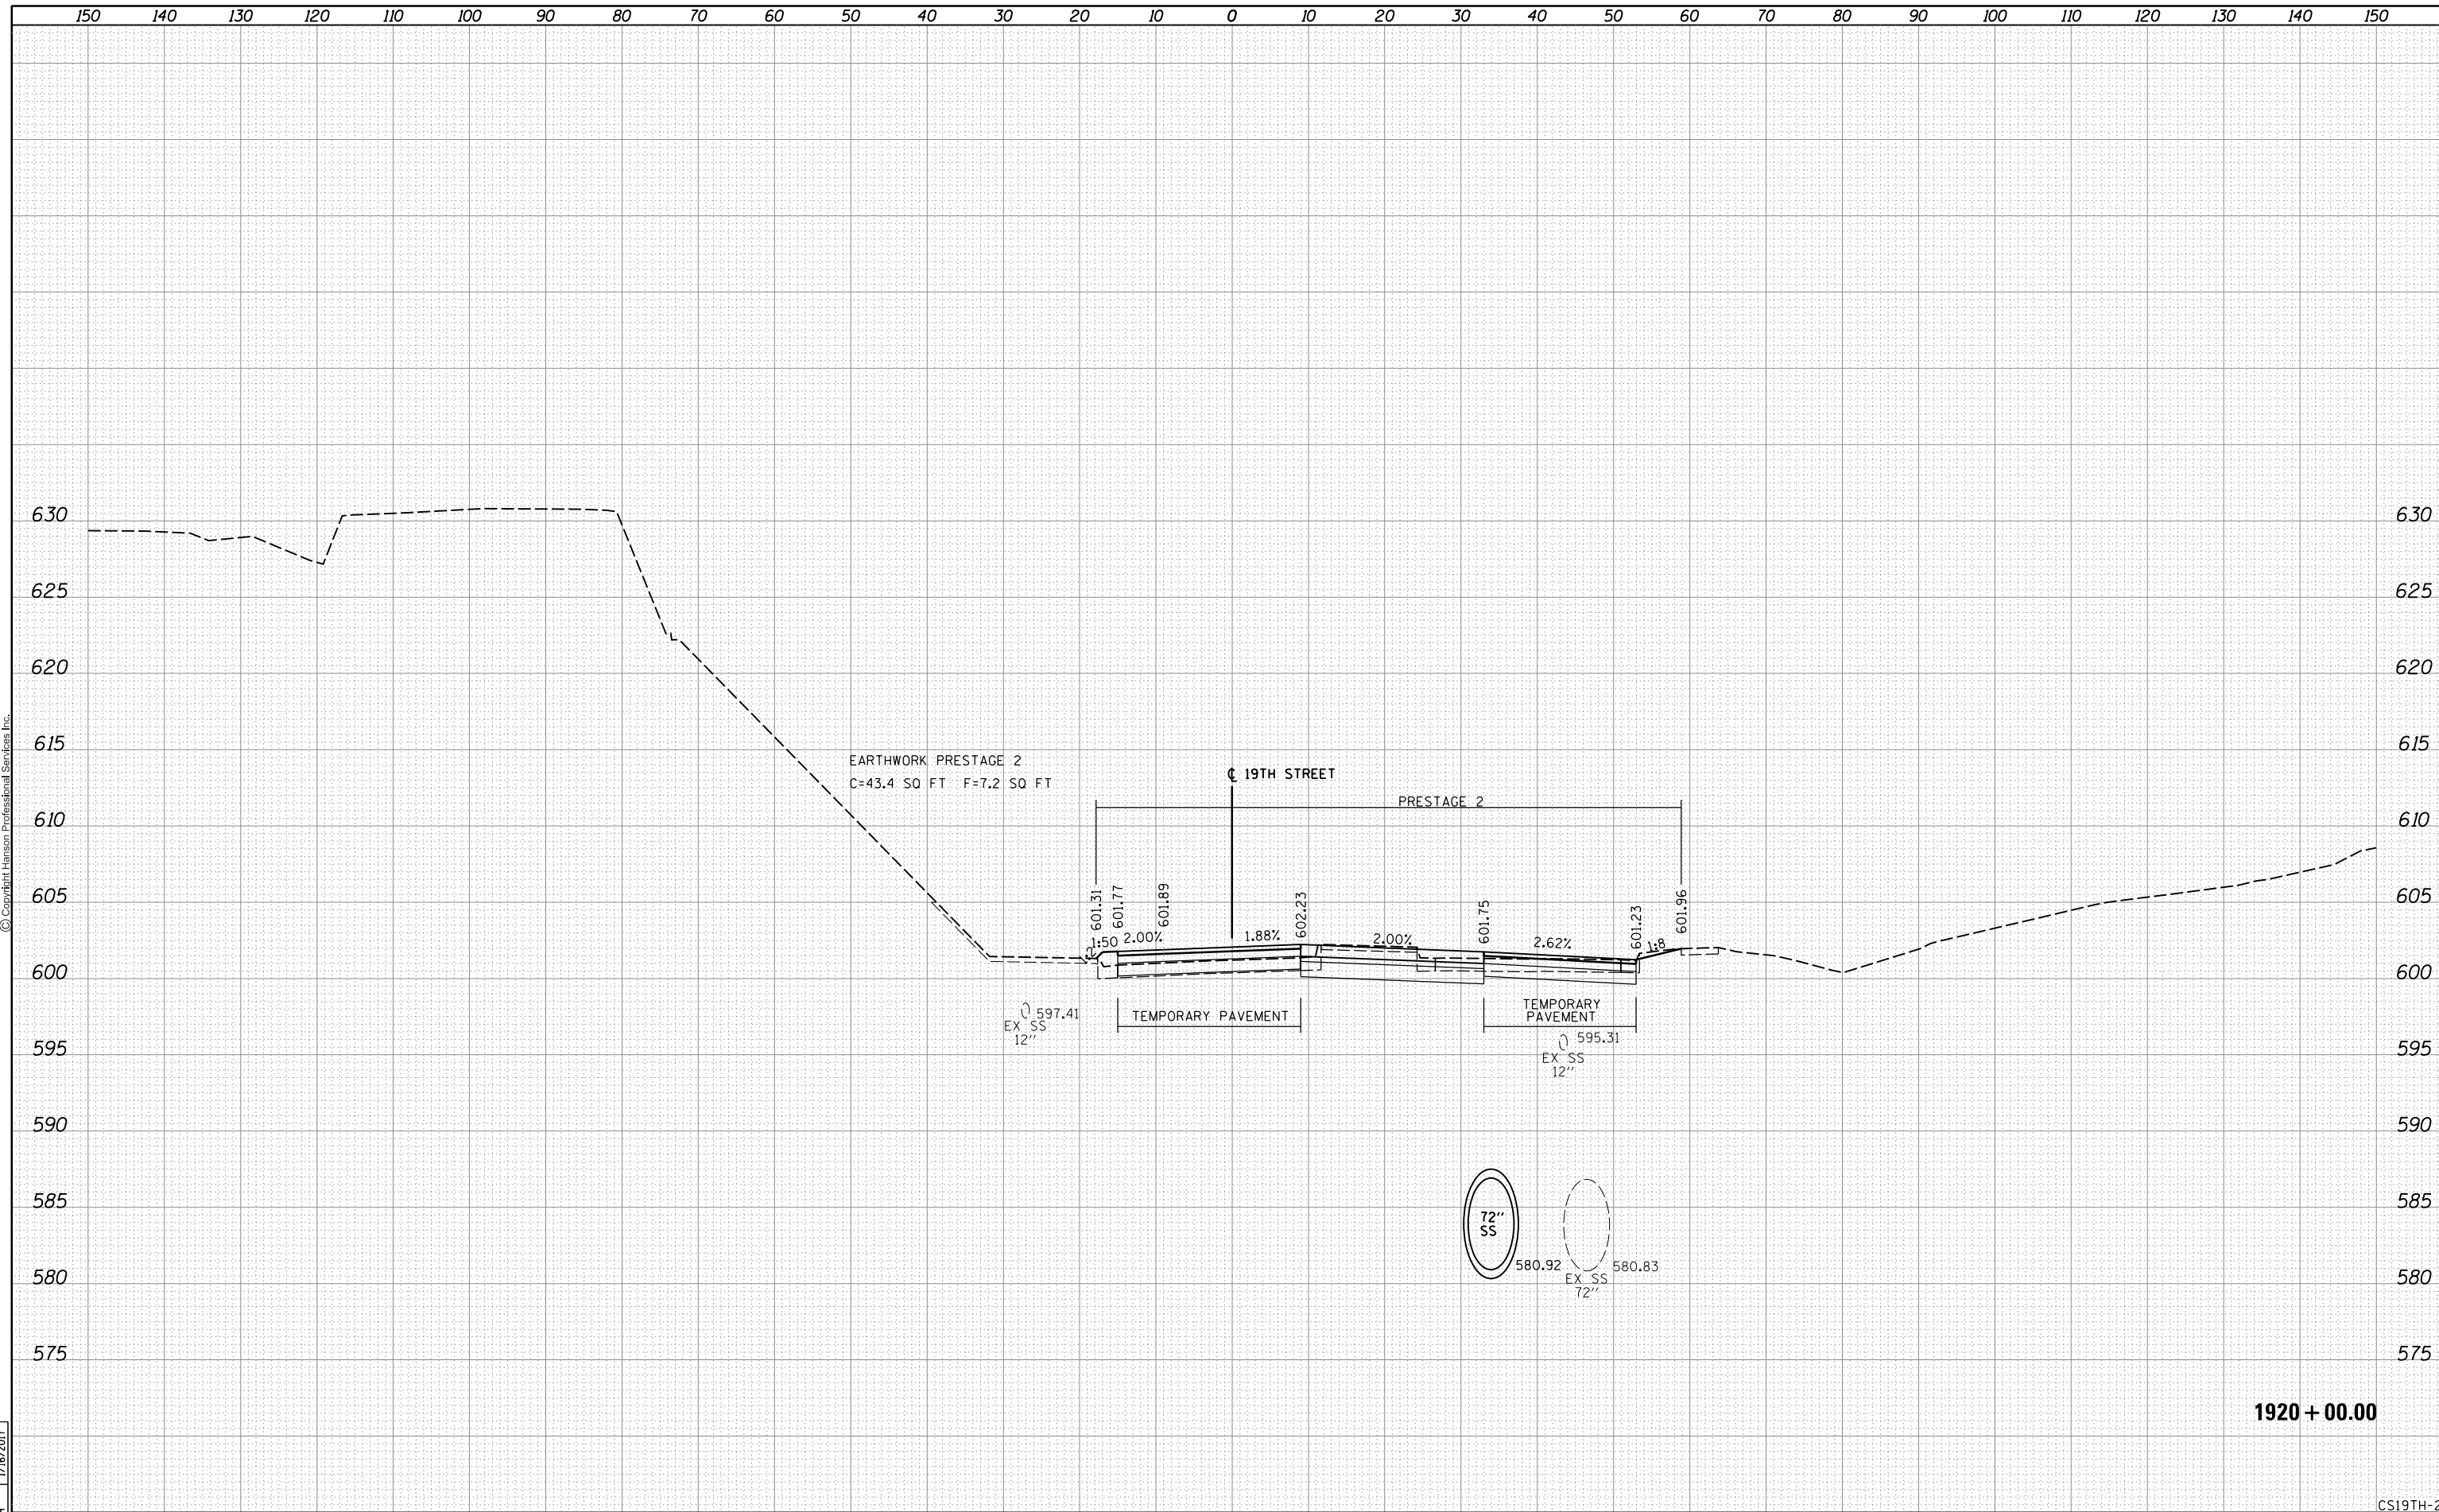 150 140 130 120 110 100 90 80 70 60 50 40 30 20 10 0 10 20 30 40 50 60 70 80 90 100 110 120 130 140 150
630 630
625 625
620 620
615 615
EARTHWORK PRESTAGE 2
C=43.4 SQ FT F=7.2 SQ FT
℄ 19TH STREET
PRESTAGE 2
610 610
605 605
601.31
601.77
601.89
602.23
601.75
601.23
601.96
1:50 2.00% 1.88% 2.00% 2.62% 1:8
600 600
597.41
EX SS
12''
TEMPORARY PAVEMENT
TEMPORARY
PAVEMENT
595.31
EX SS
12''
595 595
590 590
585 585
72''
SS
580.92
580.83
EX SS
72''
580 580
575 575
1920+00.00
© Copyright Hanson Professional Services Inc.
1/16/2017